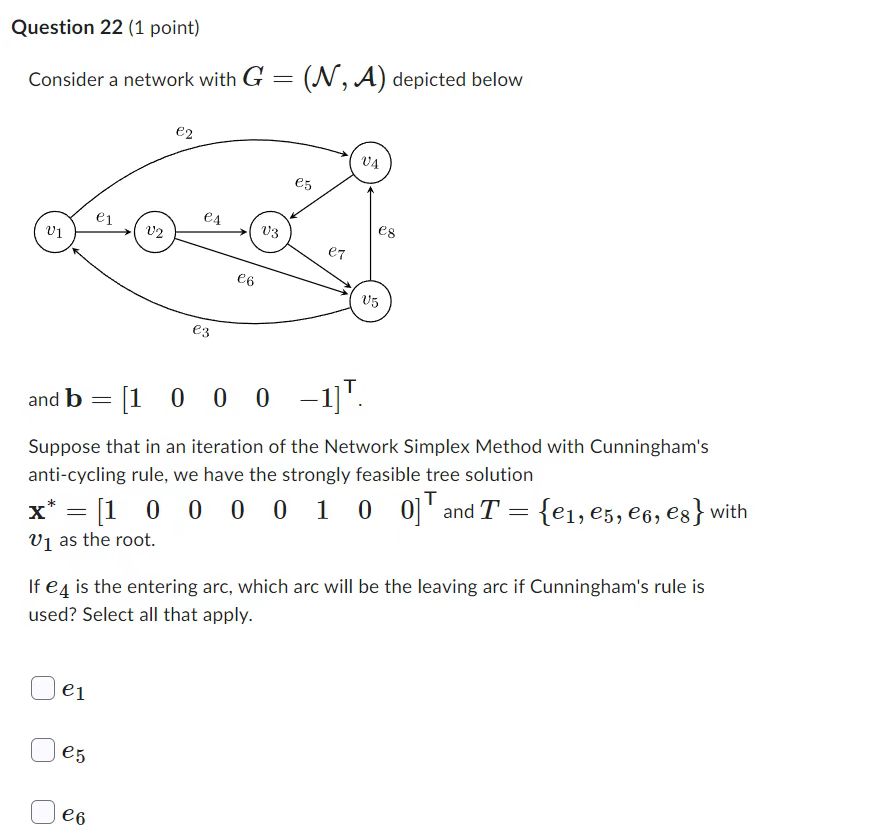 Question 22 (1 point)
Consider a network with G = (𝒩, 𝒜) depicted below
e2
v4
e5
e1
e4
v1
v2
v3
e8
e7
e6
v5
e3
and b = [1 0 0 0 −1]ᵀ.
Suppose that in an iteration of the Network Simplex Method with Cunningham's
anti-cycling rule, we have the strongly feasible tree solution
x* = [1 0 0 0 0 1 0 0]ᵀ and T = {e1, e5, e6, e8} with
v1 as the root.
If e4 is the entering arc, which arc will be the leaving arc if Cunningham's rule is
used? Select all that apply.
e1
e5
e6